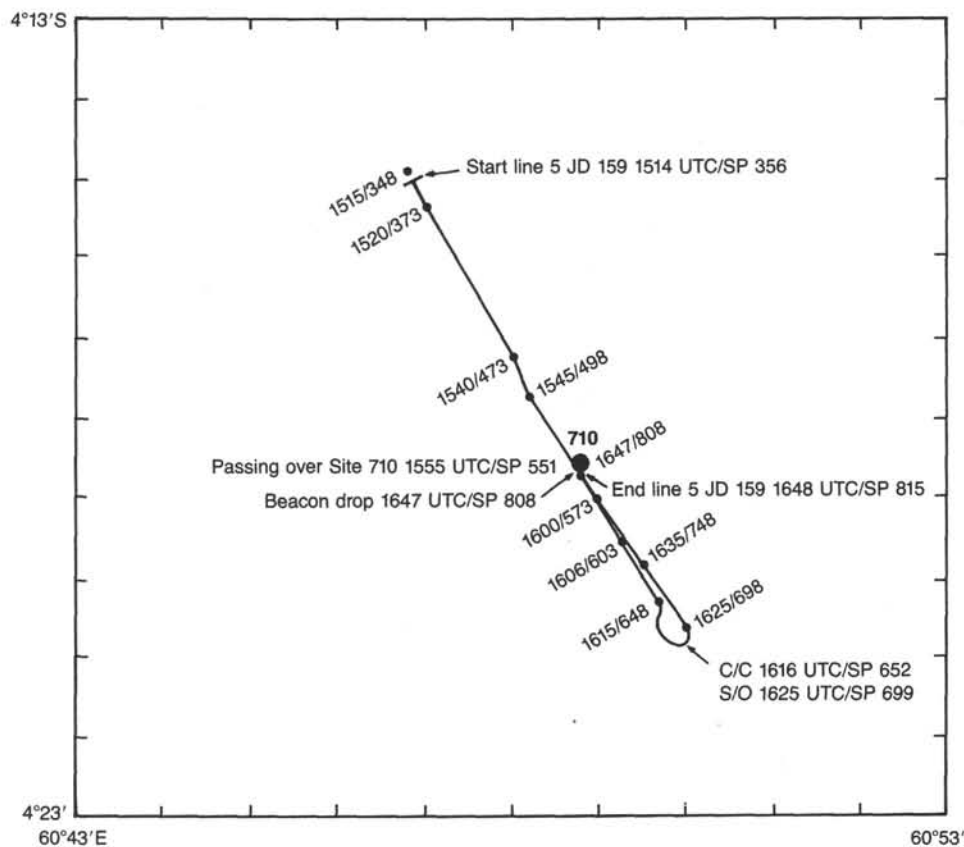 4°13'S
Start line 5 JD 159 1514 UTC/SP 356
1515/348
1520/373
1540/473
1545/498
710
1647/808
Passing over Site 710 1555 UTC/SP 551
End line 5 JD 159 1648 UTC/SP 815
Beacon drop 1647 UTC/SP 808
1600/573
1606/603
1635/748
1615/648
1625/698
C/C 1616 UTC/SP 652
S/O 1625 UTC/SP 699
4°23'
60°43'E
60°53'